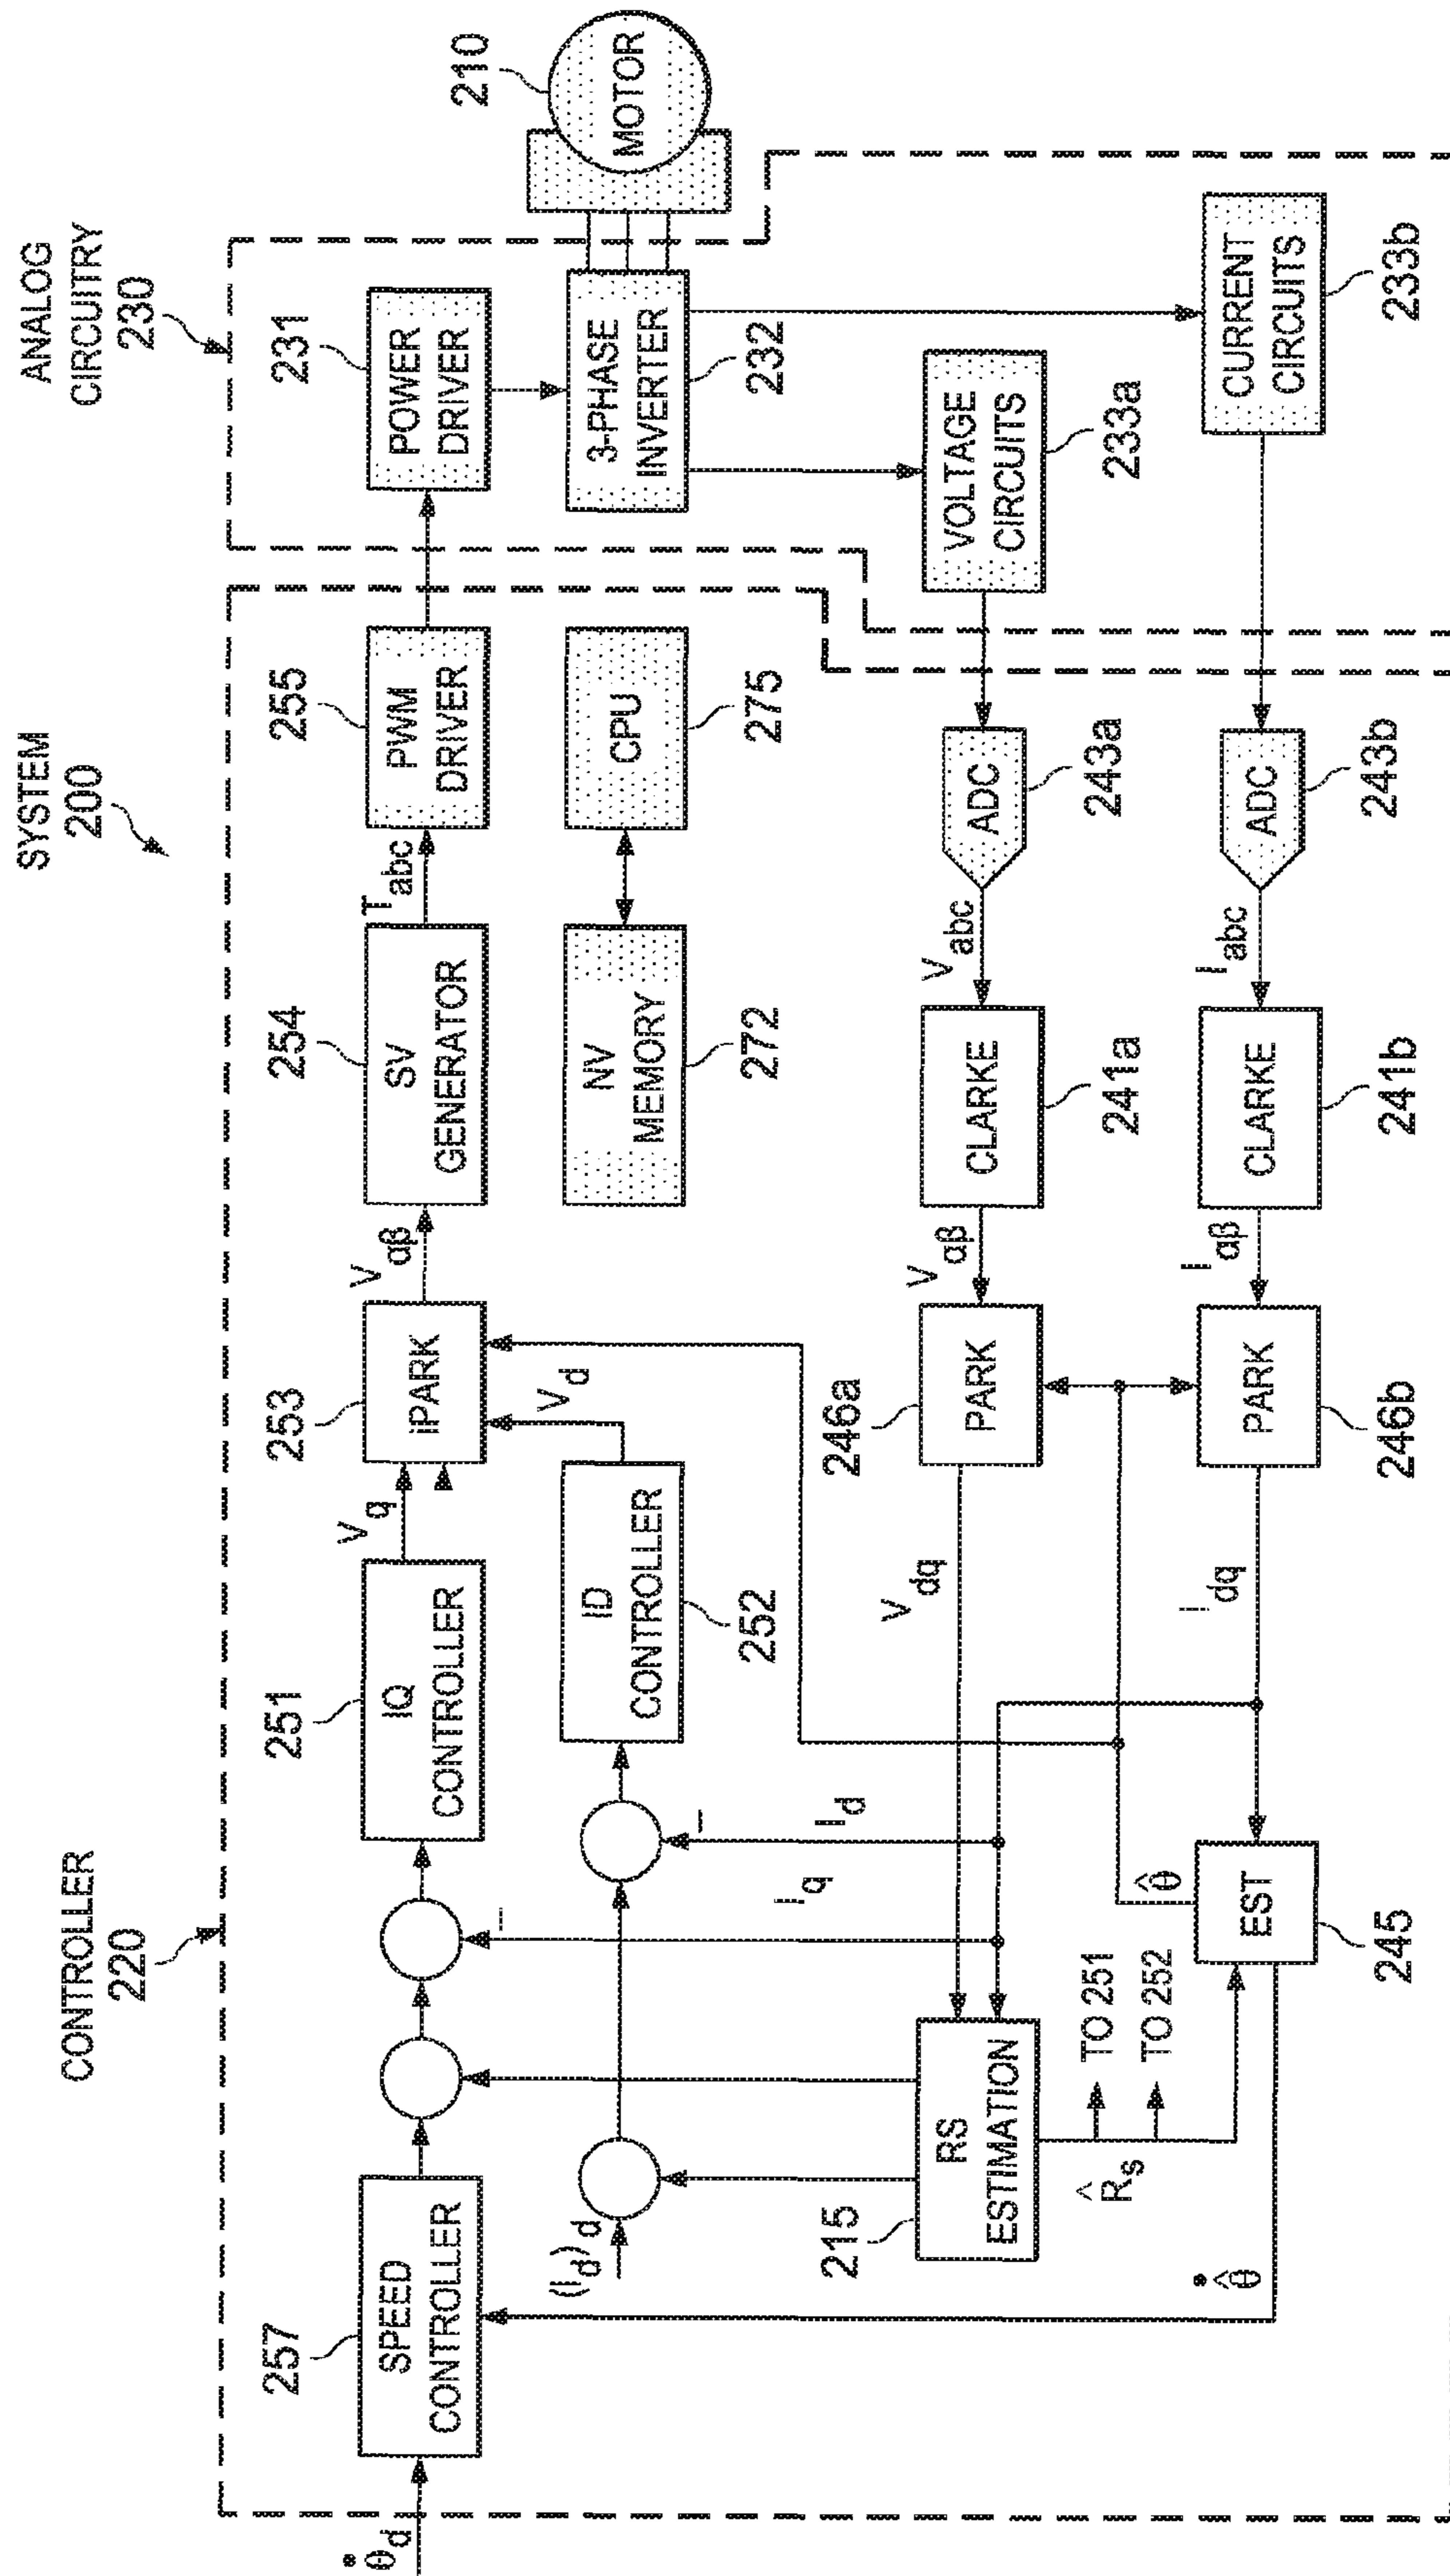 SYSTEM
200
CONTROLLER
220
ANALOG
CIRCUITRY
230
θ̇d
257
SPEED
CONTROLLER
251
IQ
CONTROLLER
Vq
253
iPARK
Vαβ
254
SV
GENERATOR
Tabc
255
PWM
DRIVER
231
POWER
DRIVER
210
MOTOR
(Id)d
–
ID
CONTROLLER
252
Vd
NV
MEMORY
272
CPU
275
3-PHASE
INVERTER
232
–
Iq
Id
215
RS
ESTIMATION
R̂s
TO 251
TO 252
Vdq
246a
PARK
Vαβ
CLARKE
241a
Vabc
ADC
243a
VOLTAGE
CIRCUITS
233a
θ̂̇
θ̂
EST
245
Idq
PARK
246b
Iαβ
CLARKE
241b
Iabc
ADC
243b
CURRENT
CIRCUITS
233b